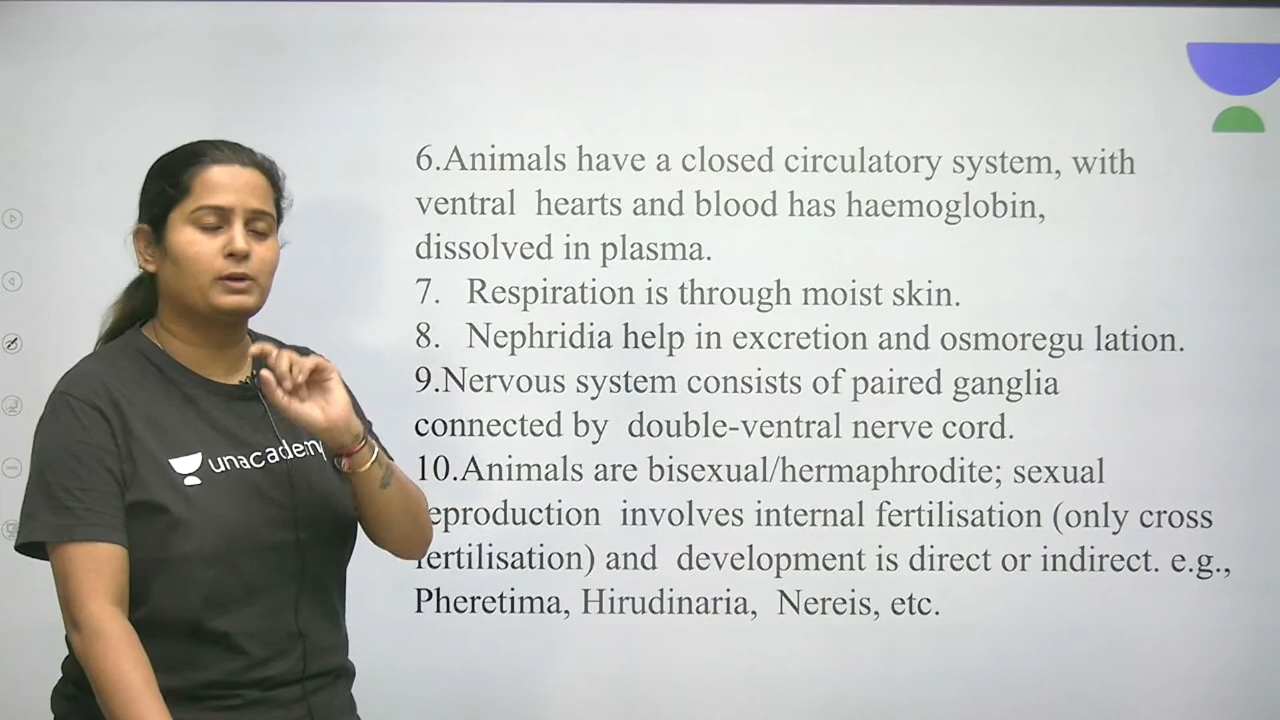 6.Animals have a closed circulatory system, with
ventral hearts and blood has haemoglobin,
dissolved in plasma.
7. Respiration is through moist skin.
8. Nephridia help in excretion and osmoregu lation.
9.Nervous system consists of paired ganglia
connected by double-ventral nerve cord.
10.Animals are bisexual/hermaphrodite; sexual
eproduction involves internal fertilisation (only cross
fertilisation) and development is direct or indirect. e.g.,
Pheretima, Hirudinaria, Nereis, etc.
unacademy